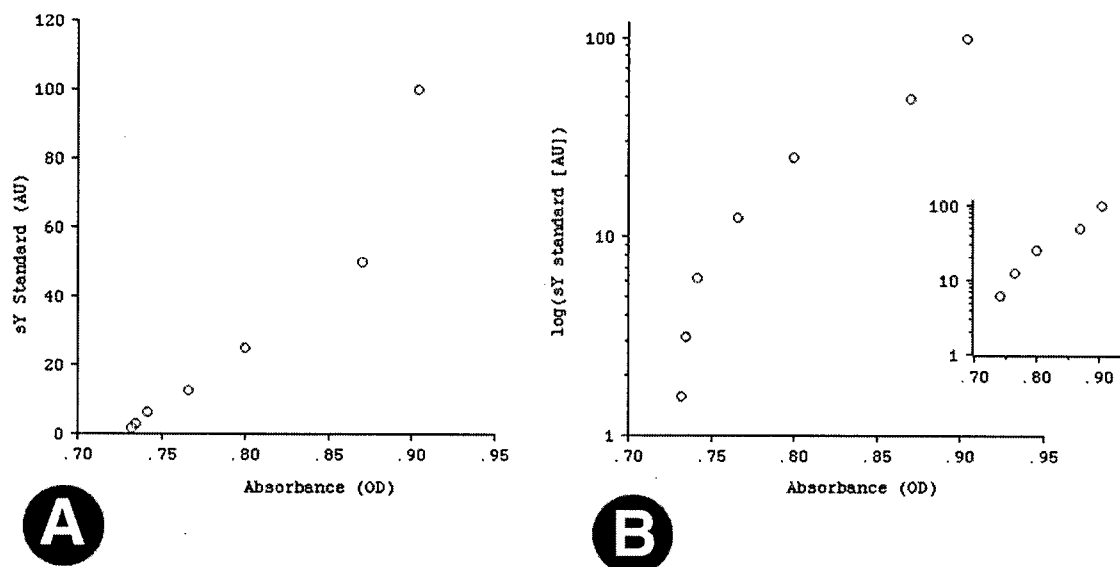 120
100
80
60
40
20
0
sY Standard (AU)
.70 .75 .80 .85 .90 .95
Absorbance (OD)
A
100
10
1
log(sY standard [AU])
.70 .75 .80 .85 .90 .95
Absorbance (OD)
100
10
1
.70 .80 .90
B